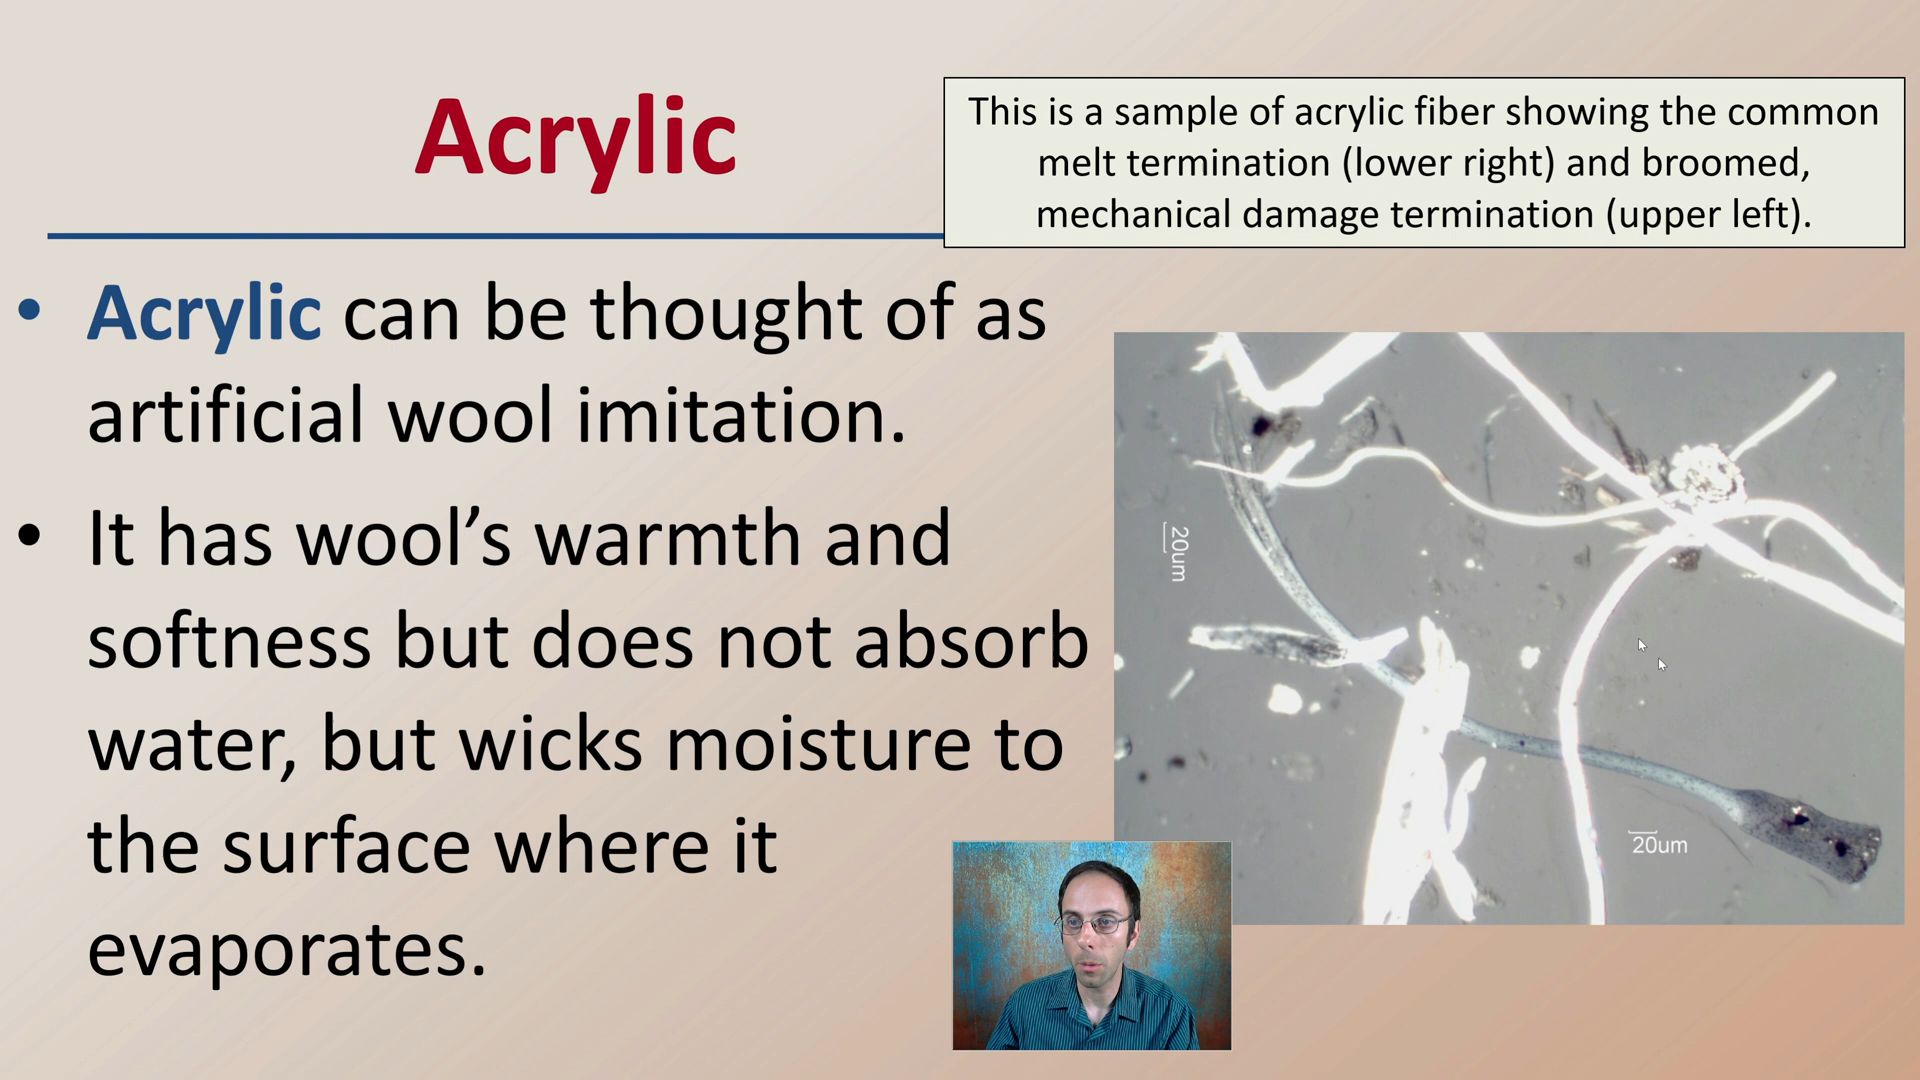 Acrylic
This is a sample of acrylic fiber showing the common
melt termination (lower right) and broomed,
mechanical damage termination (upper left).
• Acrylic can be thought of as
artificial wool imitation.
• It has wool’s warmth and
softness but does not absorb
water, but wicks moisture to
the surface where it
evaporates.
20um
20um